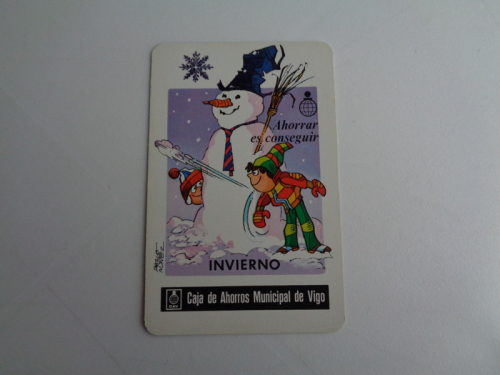 Ahorrar
es conseguir
INVIERNO
Caja de Ahorros Municipal de Vigo